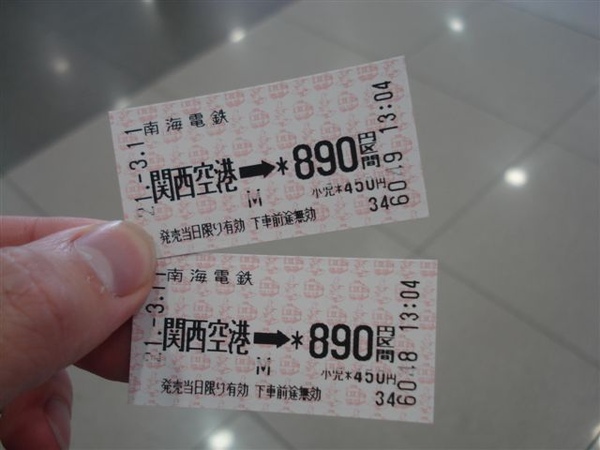 21.-3.11
南海電鉄
関西空港➡*890円区間
M
小児*450円
発売当日限り有効 下車前途無効
34
6049 13:04
21.-3.11
南海電鉄
関西空港➡*890円区間
M
小児*450円
発売当日限り有効 下車前途無効
34
6048 13:04